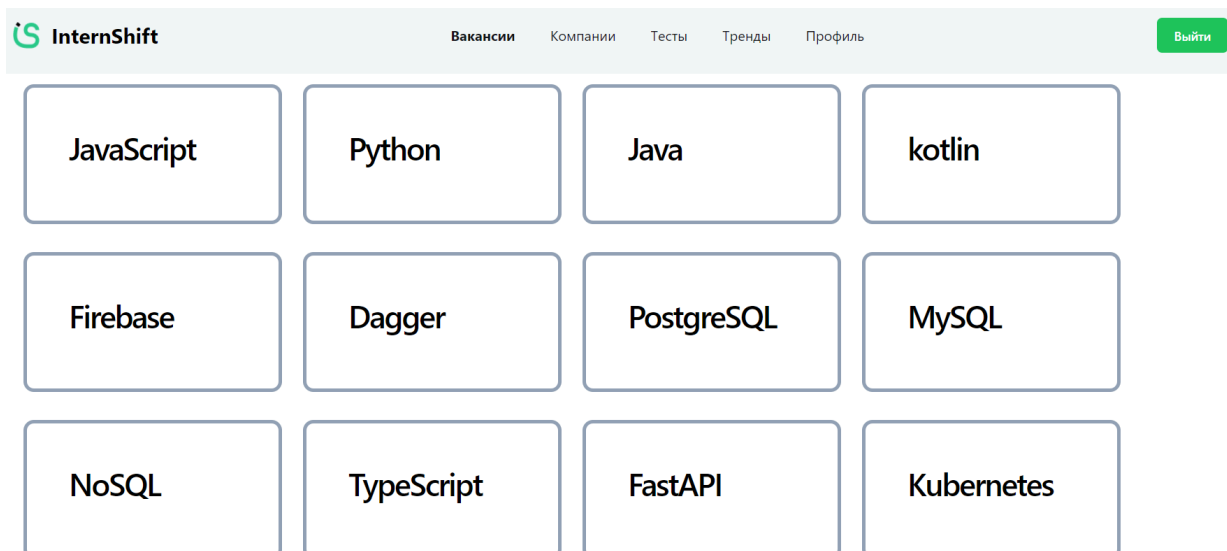 InternShift Вакансии Компании Тесты Тренды Профиль Выйти
JavaScript Python Java kotlin
Firebase Dagger PostgreSQL MySQL
NoSQL TypeScript FastAPI Kubernetes